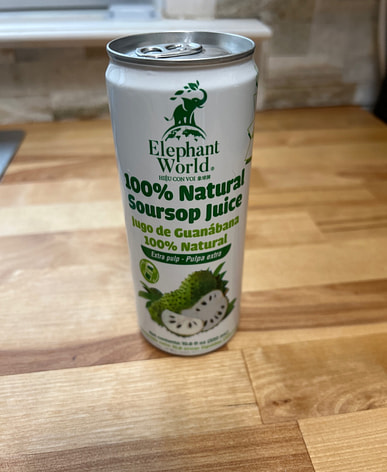 Elephant
World®
HIỆU CON VOI
100% Natural
Soursop Juice
Jugo de Guanábana
100% Natural
Extra pulp - Pulpa extra